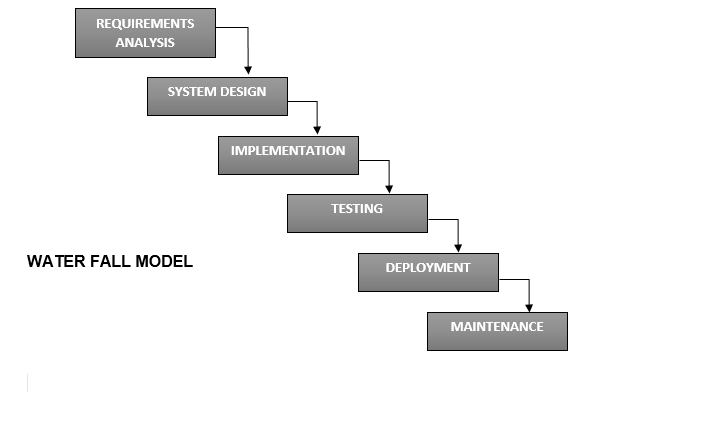 REQUIREMENTS
ANALYSIS
SYSTEM DESIGN
IMPLEMENTATION
TESTING
WATER FALL MODEL
DEPLOYMENT
MAINTENANCE